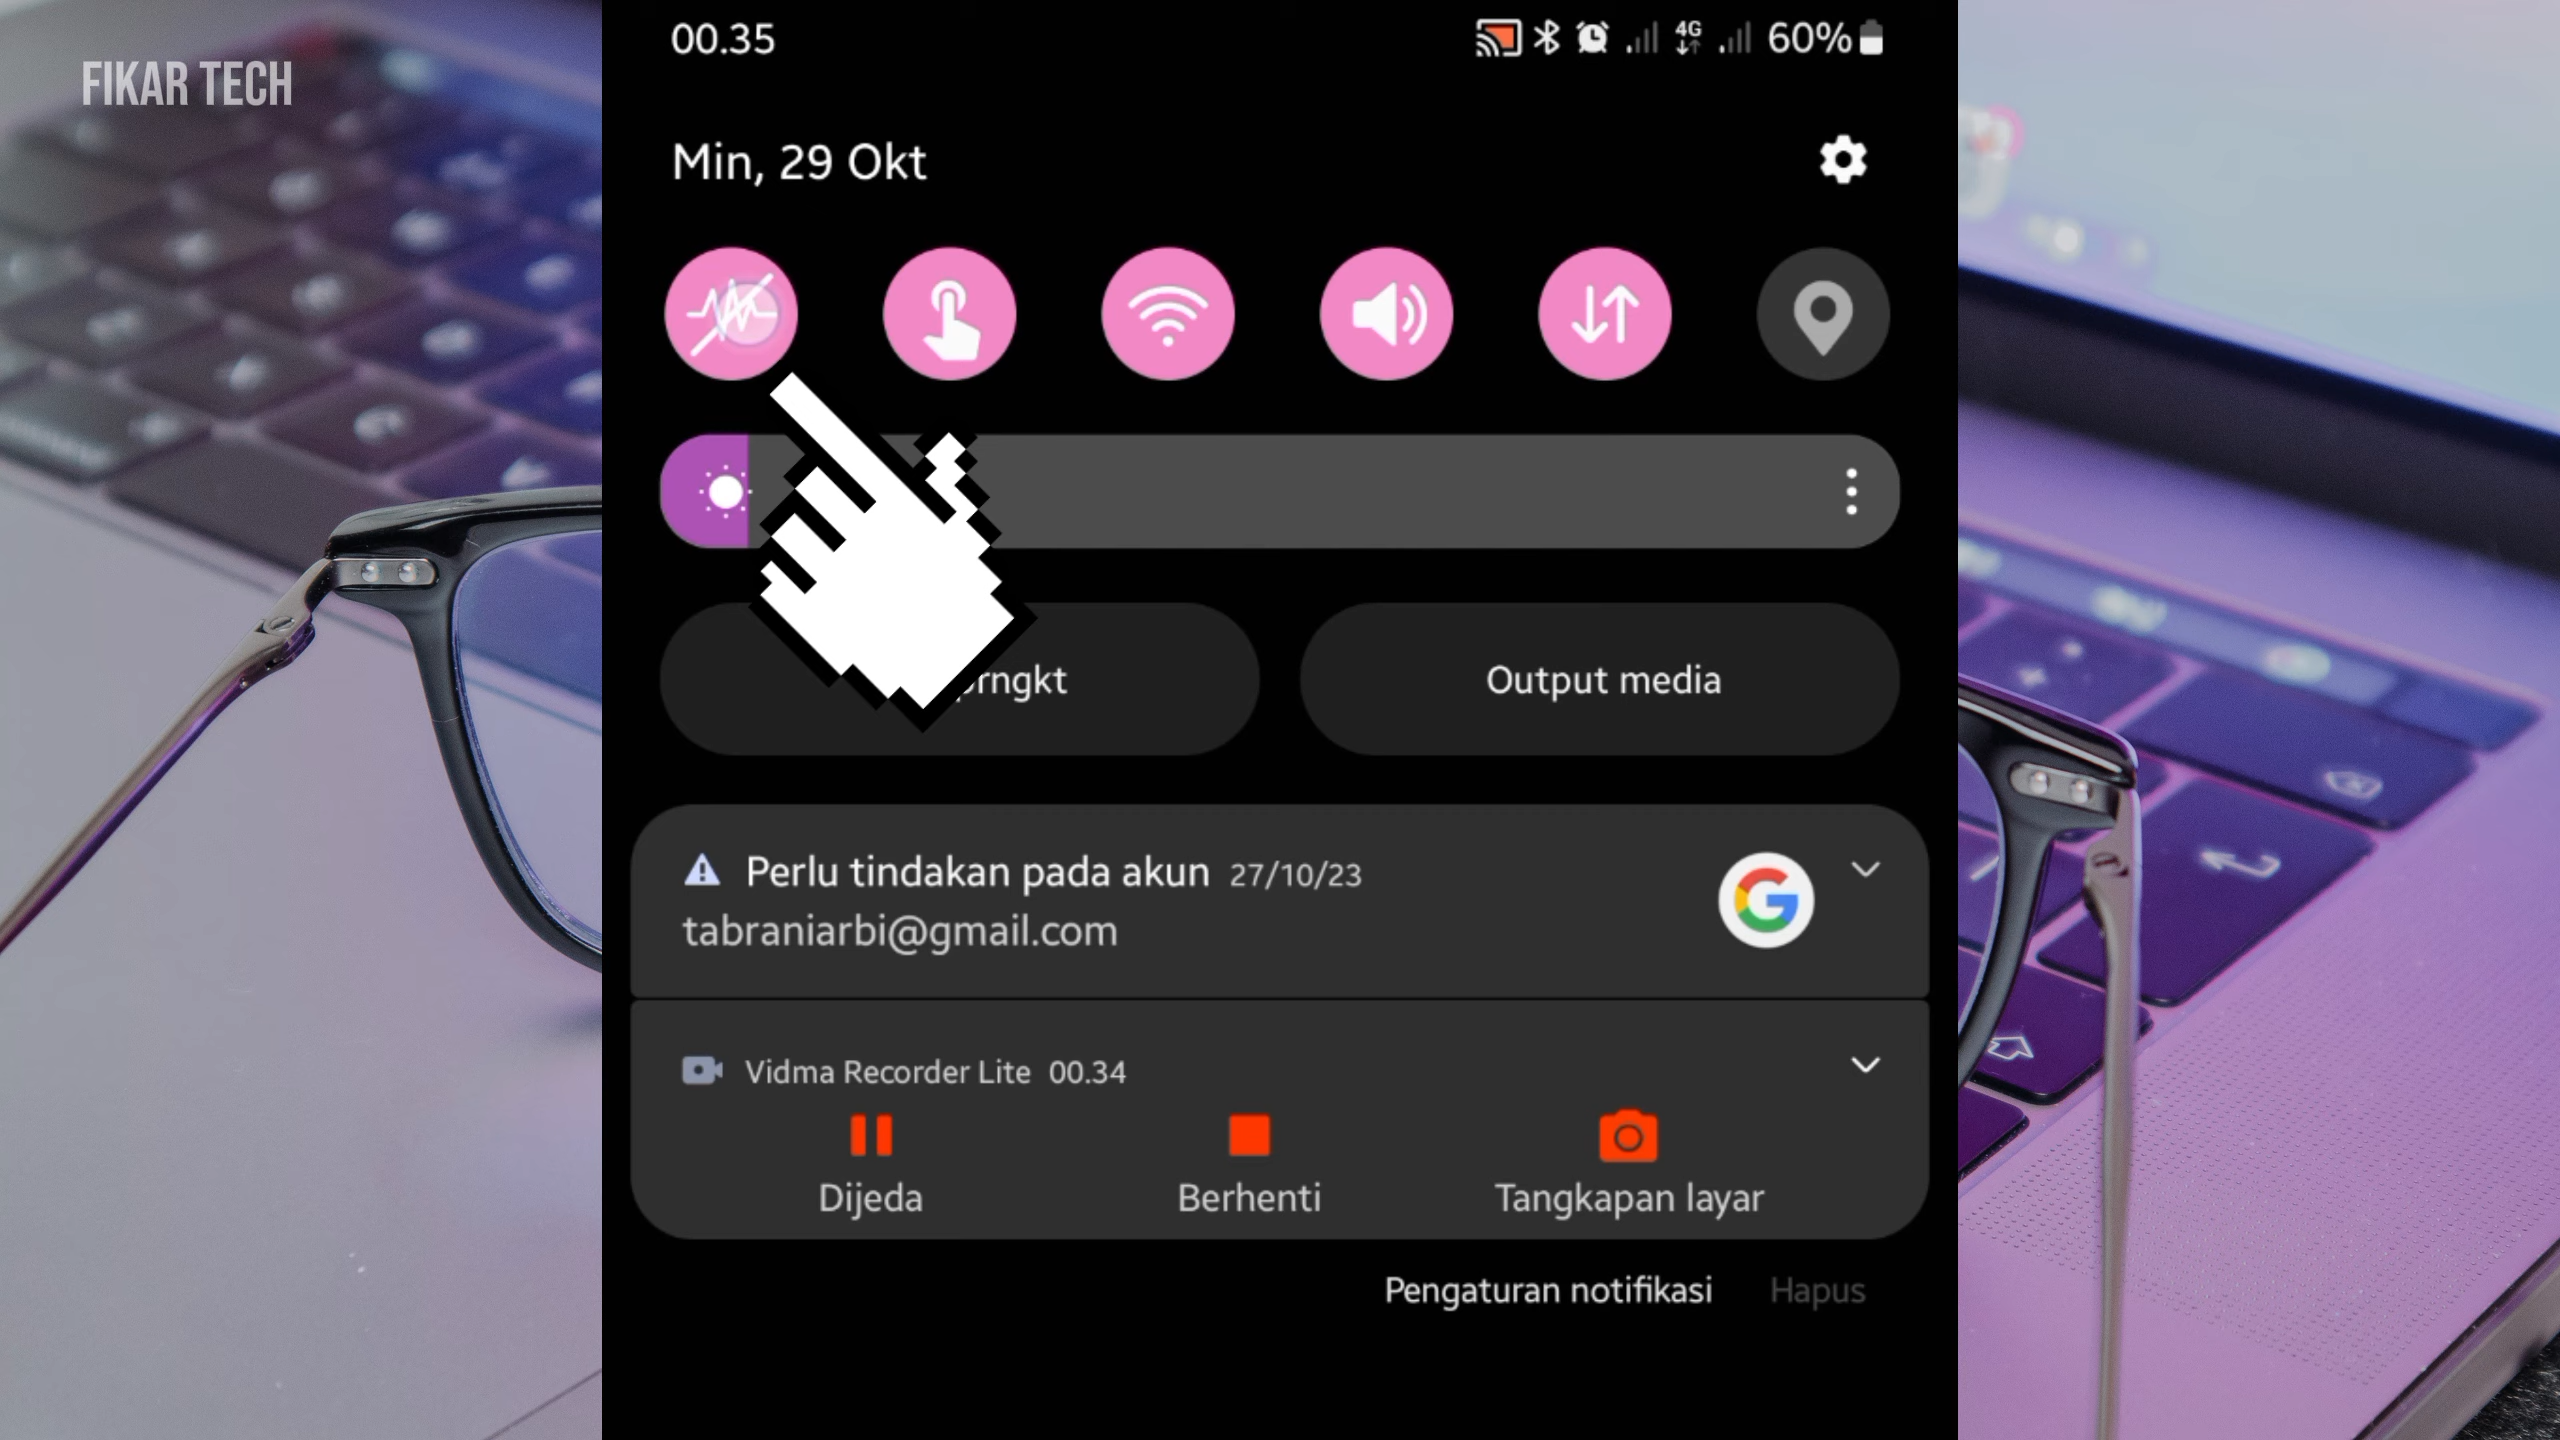 FIKAR TECH
00.35
4G
60%
Min, 29 Okt
Output media
Perlu tindakan pada akun 27/10/23
tabraniarbi@gmail.com
Vidma Recorder Lite 00.34
Dijeda
Berhenti
Tangkapan layar
Pengaturan notifikasi
Hapus